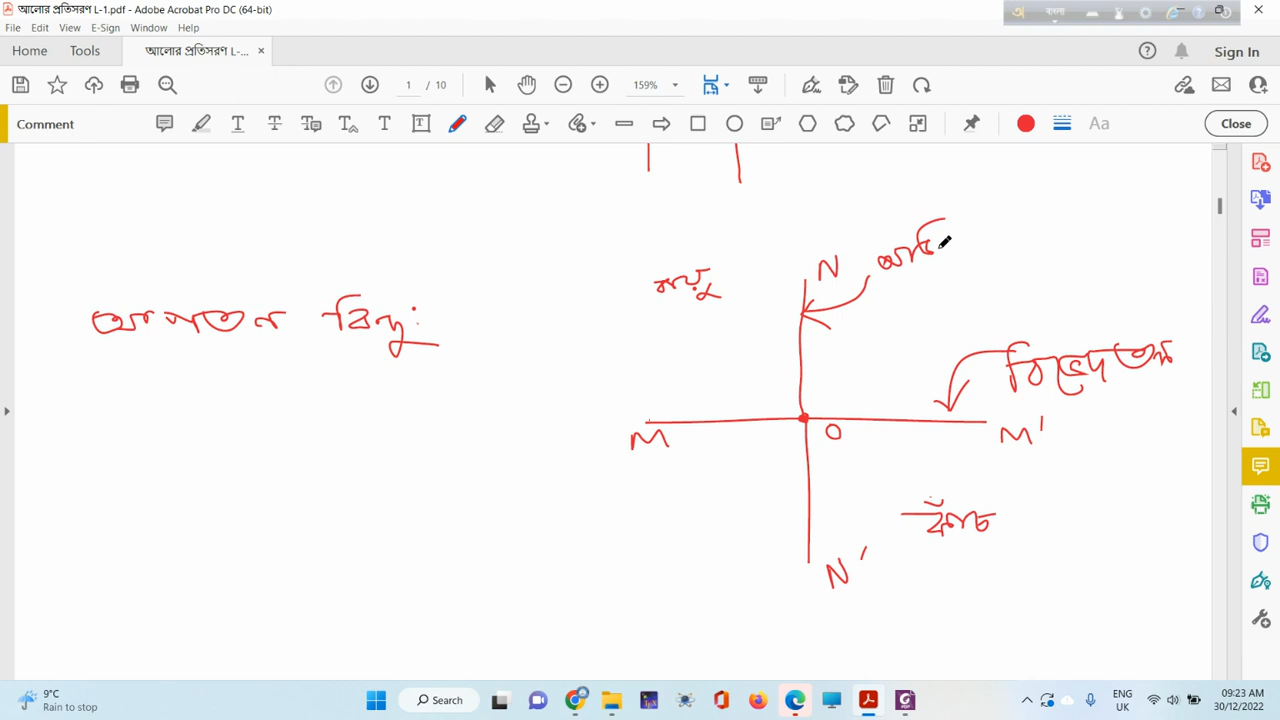 আলোর প্রতিসরণ L-1.pdf - Adobe Acrobat Pro DC (64-bit)
বাংলা
File Edit View E-Sign Window Help
Home Tools আলোর প্রতিসরণ L-... × Sign In
1 / 10 159%
Comment Aa Close
N
বায়ু
আপতন বিন্দু:
বিভেদতল
M O M'
কাঁচ
N'
9°C
Rain to stop
Search
ENG
UK
09:23 AM
30/12/2022